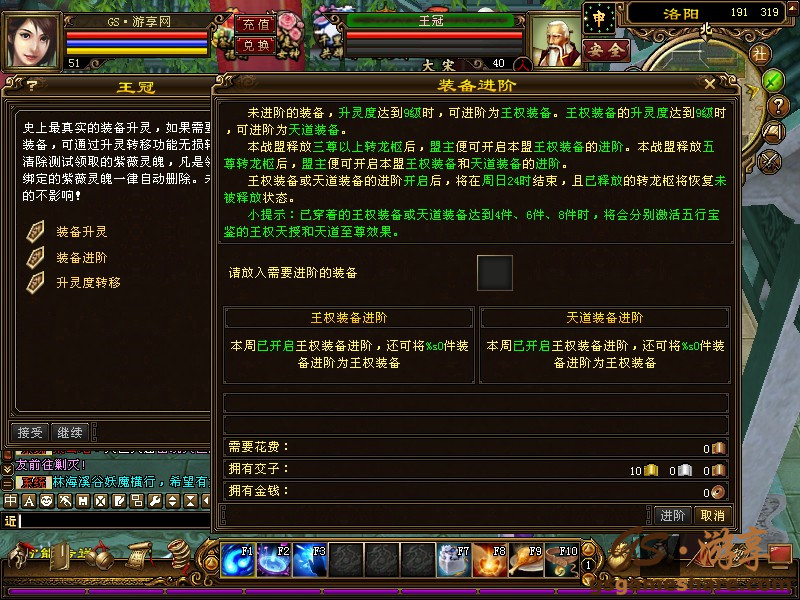 GS·游享网
51
充值
兑换
王冠
大宋
40
申
安全
洛阳 191 319
北
社
王冠
史上最真实的装备升灵，如果需
装备，可通过升灵转移功能无损
清除测试领取的紫薇灵魄，凡是
绑定的紫薇灵魄一律自动删除。
的不影响！
装备升灵
装备进阶
升灵度转移
接受 继续
装备进阶
未进阶的装备，升灵度达到9级时，可进阶为王权装备。王权装备的升灵度达到9级时
，可进阶为天道装备。
本战盟释放三尊以上转龙枢后，盟主便可开启本盟王权装备的进阶。本战盟释放五
尊转龙枢后，盟主便可开启本盟王权装备和天道装备的进阶。
王权装备或天道装备的进阶开启后，将在周日24时结束，且已释放的转龙枢将恢复未
被释放状态。
小提示：已穿着的王权装备或天道装备达到4件、6件、8件时，将会分别激活五行宝
鉴的王权天授和天道至尊效果。
请放入需要进阶的装备
王权装备进阶
本周已开启王权装备进阶，还可将%s0件装
备进阶为王权装备
天道装备进阶
本周已开启王权装备进阶，还可将%s0件装
备进阶为王权装备
需要花费： 0
拥有交子： 10 0 0
拥有金钱： 0
进阶 取消
友前往剿灭！
系统 林海溪谷妖魔横行，希望有
中 A
近
F1 F2 F3 F7 F8 F9 F10
1
GS·游享